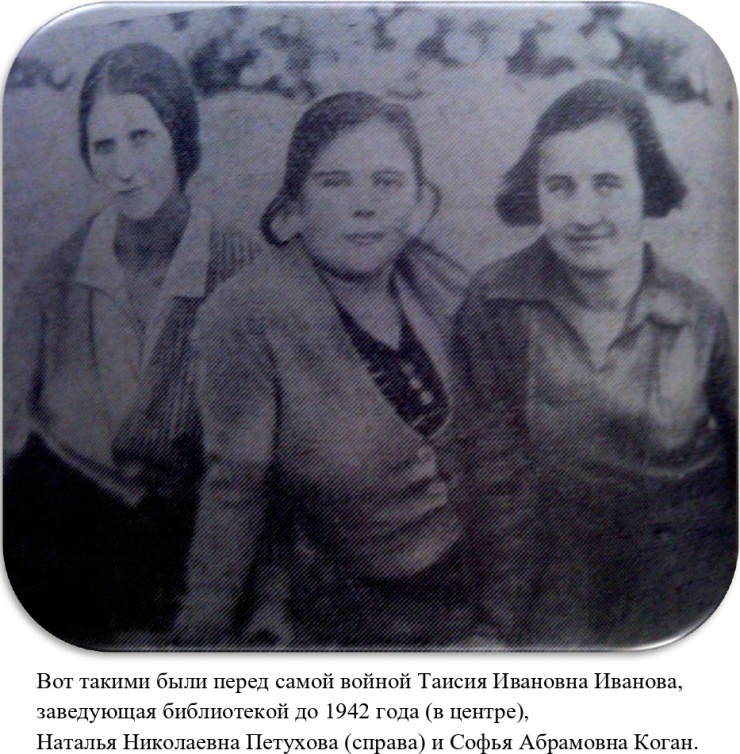 Вот такими были перед самой войной Таисия Ивановна Иванова,
заведующая библиотекой до 1942 года (в центре),
Наталья Николаевна Петухова (справа) и Софья Абрамовна Коган.